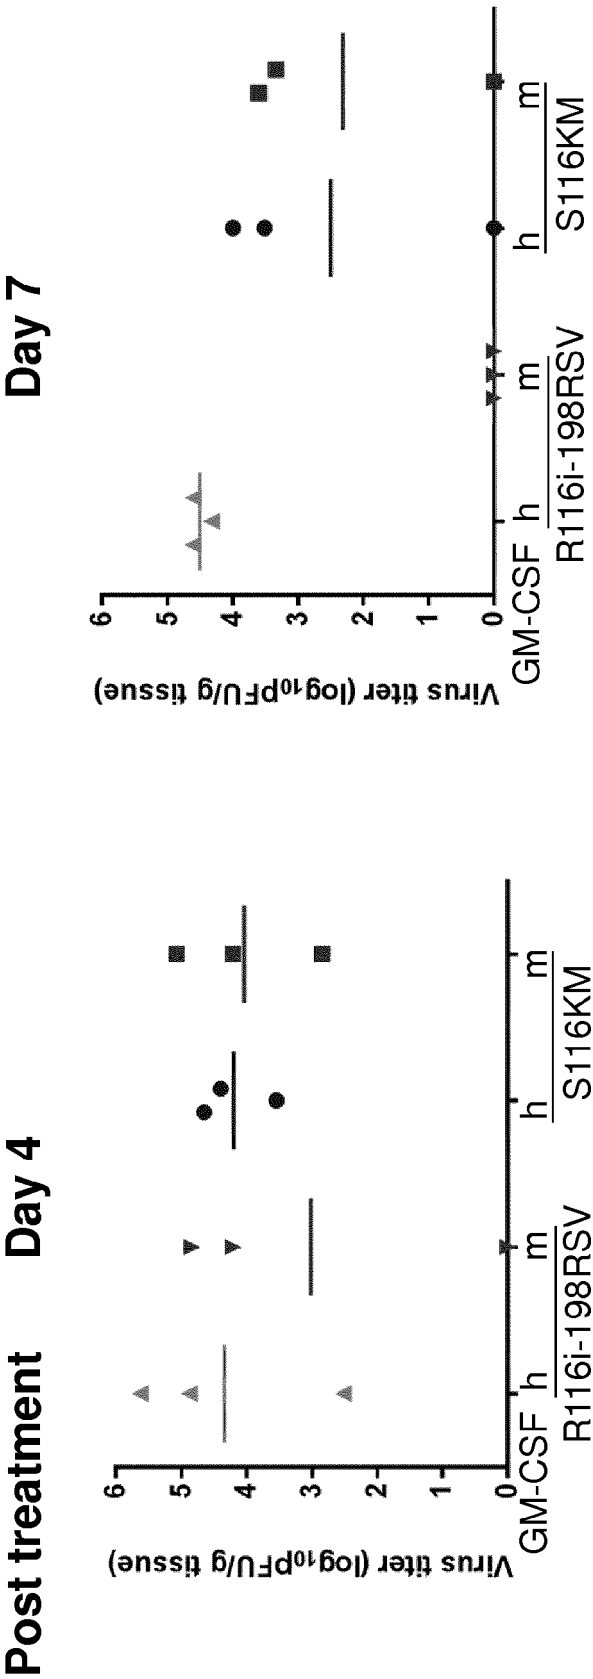 Post treatment
Day 4
Virus titer (log10PFU/g tissue)
6
5
4
3
2
1
0
GM-CSF h m h m
R116i-198RSV S116KM
Day 7
Virus titer (log10PFU/g tissue)
6
5
4
3
2
1
0
GM-CSF h m h m
R116i-198RSV S116KM